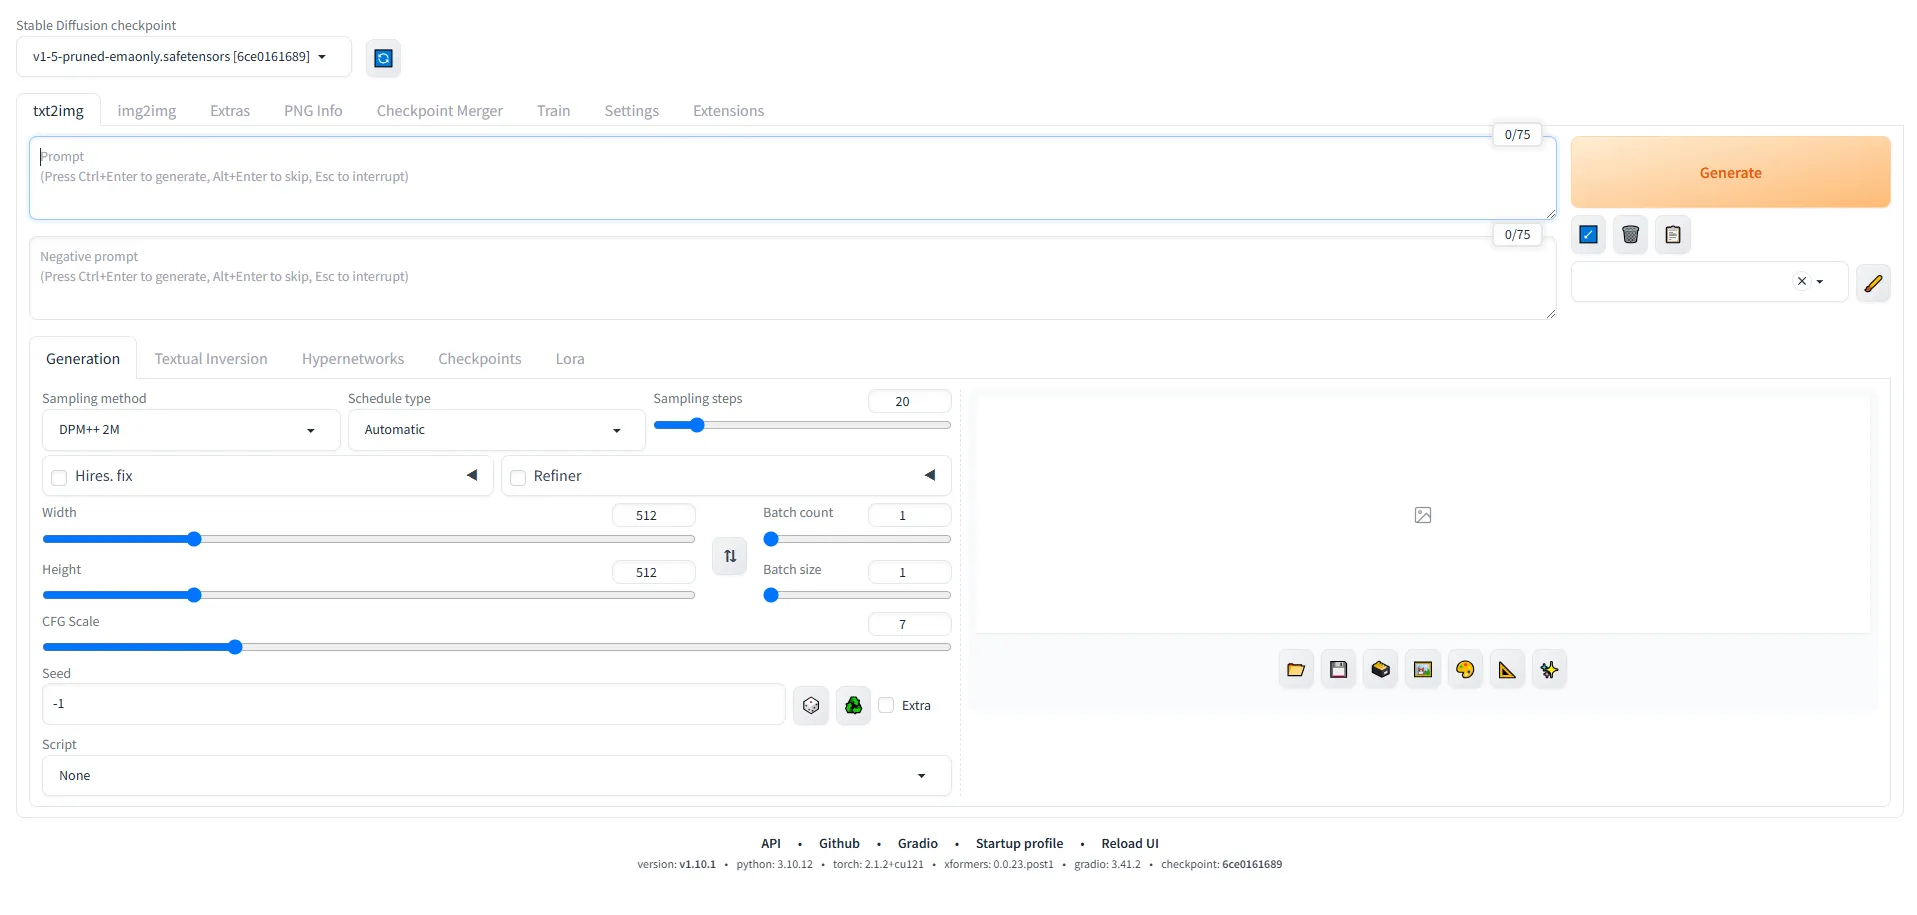 Stable Diffusion checkpoint
v1-5-pruned-emaonly.safetensors [6ce0161689]
txt2img img2img Extras PNG Info Checkpoint Merger Train Settings Extensions
0/75
Prompt
(Press Ctrl+Enter to generate, Alt+Enter to skip, Esc to interrupt)
Generate
0/75
Negative prompt
(Press Ctrl+Enter to generate, Alt+Enter to skip, Esc to interrupt)
Generation Textual Inversion Hypernetworks Checkpoints Lora
Sampling method Schedule type Sampling steps 20
DPM++ 2M Automatic
Hires. fix Refiner
Width 512 Batch count 1
Height 512 Batch size 1
CFG Scale 7
Seed
-1 Extra
Script
None
API • Github • Gradio • Startup profile • Reload UI
version: v1.10.1 • python: 3.10.12 • torch: 2.1.2+cu121 • xformers: 0.0.23.post1 • gradio: 3.41.2 • checkpoint: 6ce0161689